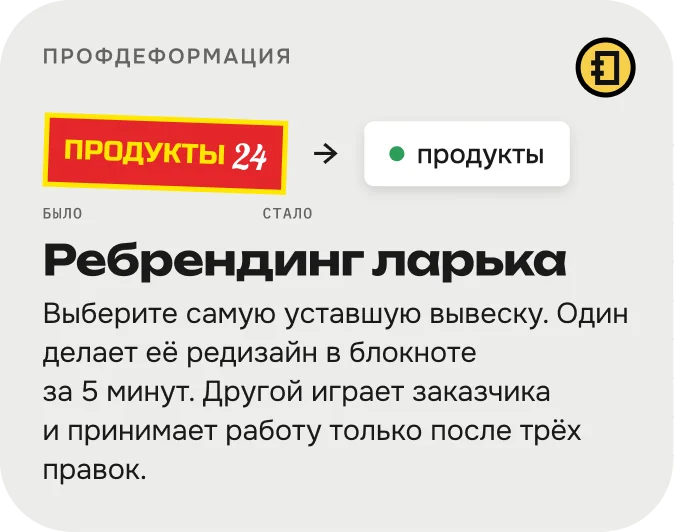 ПРОФДЕФОРМАЦИЯ
ПРОДУКТЫ 24 → продукты
БЫЛО СТАЛО
Ребрендинг ларька
Выберите самую уставшую вывеску. Один
делает её редизайн в блокноте
за 5 минут. Другой играет заказчика
и принимает работу только после трёх
правок.